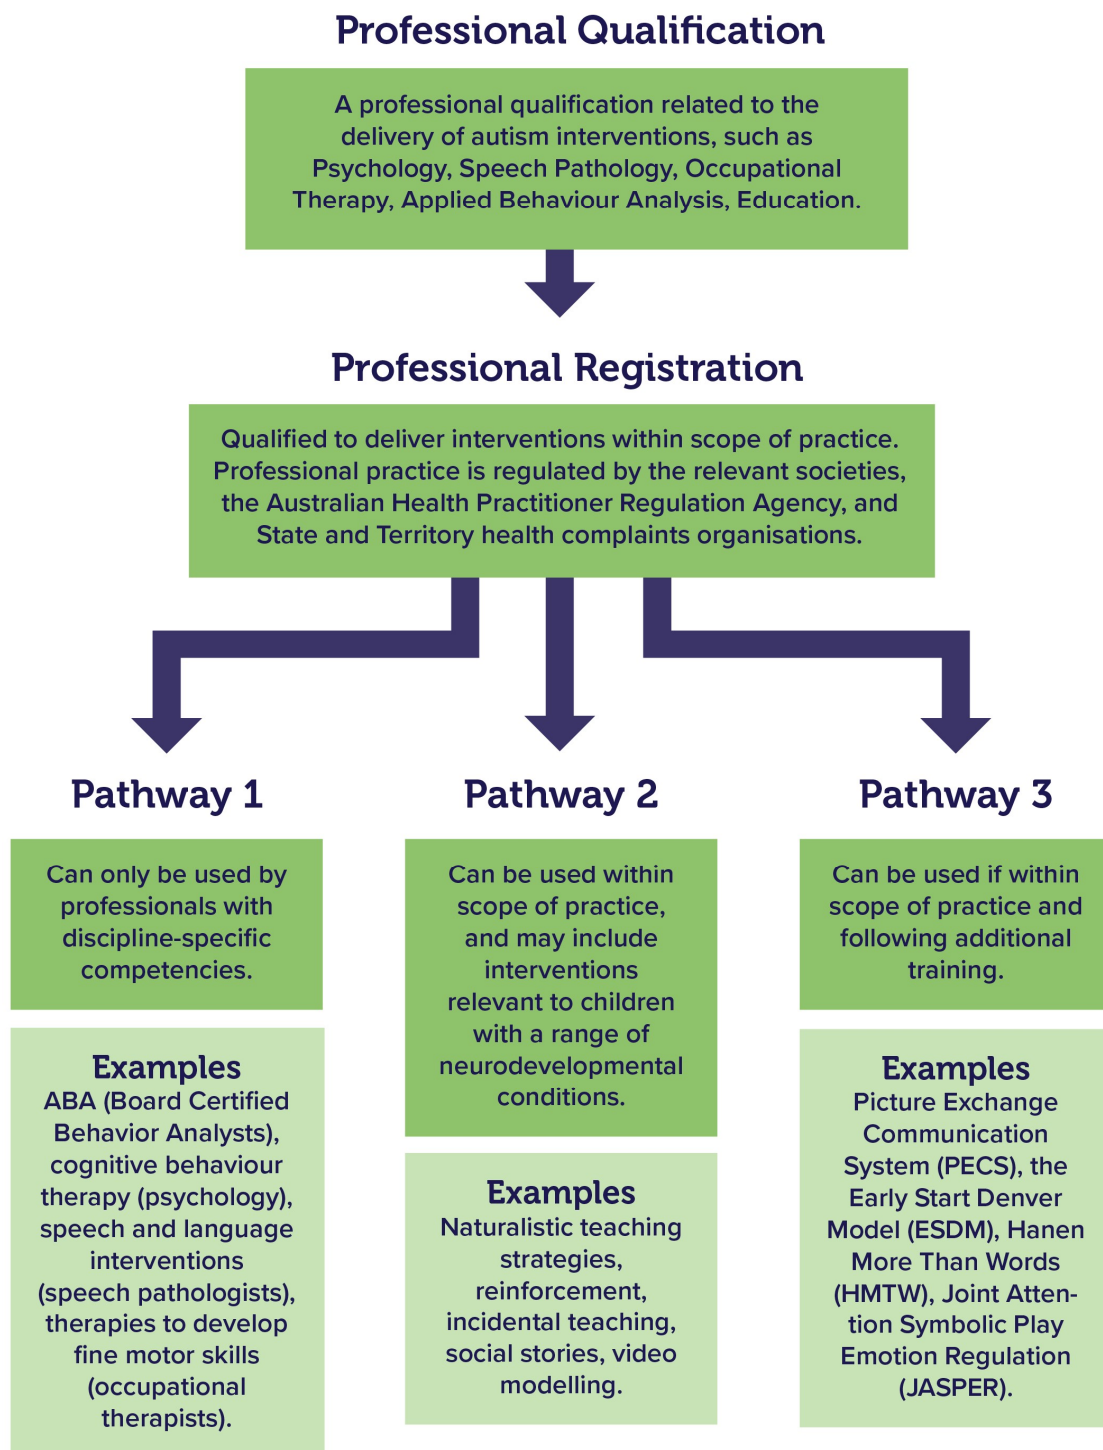 Professional Qualification
A professional qualification related to the
delivery of autism interventions, such as
Psychology, Speech Pathology, Occupational
Therapy, Applied Behaviour Analysis, Education.
Professional Registration
Qualified to deliver interventions within scope of practice.
Professional practice is regulated by the relevant societies,
the Australian Health Practitioner Regulation Agency, and
State and Territory health complaints organisations.
Pathway 1
Can only be used by
professionals with
discipline-specific
competencies.
Examples
ABA (Board Certified
Behavior Analysts),
cognitive behaviour
therapy (psychology),
speech and language
interventions
(speech pathologists),
therapies to develop
fine motor skills
(occupational
therapists).
Pathway 2
Can be used within
scope of practice,
and may include
interventions
relevant to children
with a range of
neurodevelopmental
conditions.
Examples
Naturalistic teaching
strategies,
reinforcement,
incidental teaching,
social stories, video
modelling.
Pathway 3
Can be used if within
scope of practice and
following additional
training.
Examples
Picture Exchange
Communication
System (PECS), the
Early Start Denver
Model (ESDM), Hanen
More Than Words
(HMTW), Joint Atten-
tion Symbolic Play
Emotion Regulation
(JASPER).